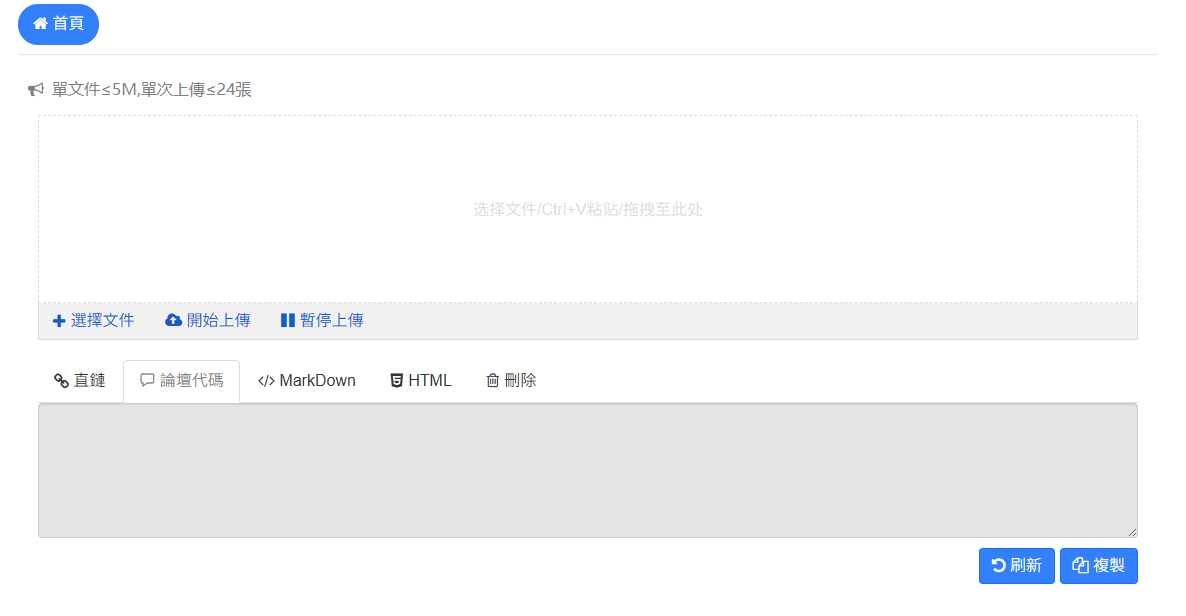 首頁
單文件≤5M,單次上傳≤24張
选择文件/Ctrl+V粘贴/拖拽至此处
選擇文件 開始上傳 暫停上傳
直鏈 論壇代碼 </> MarkDown HTML 刪除
刷新 複製